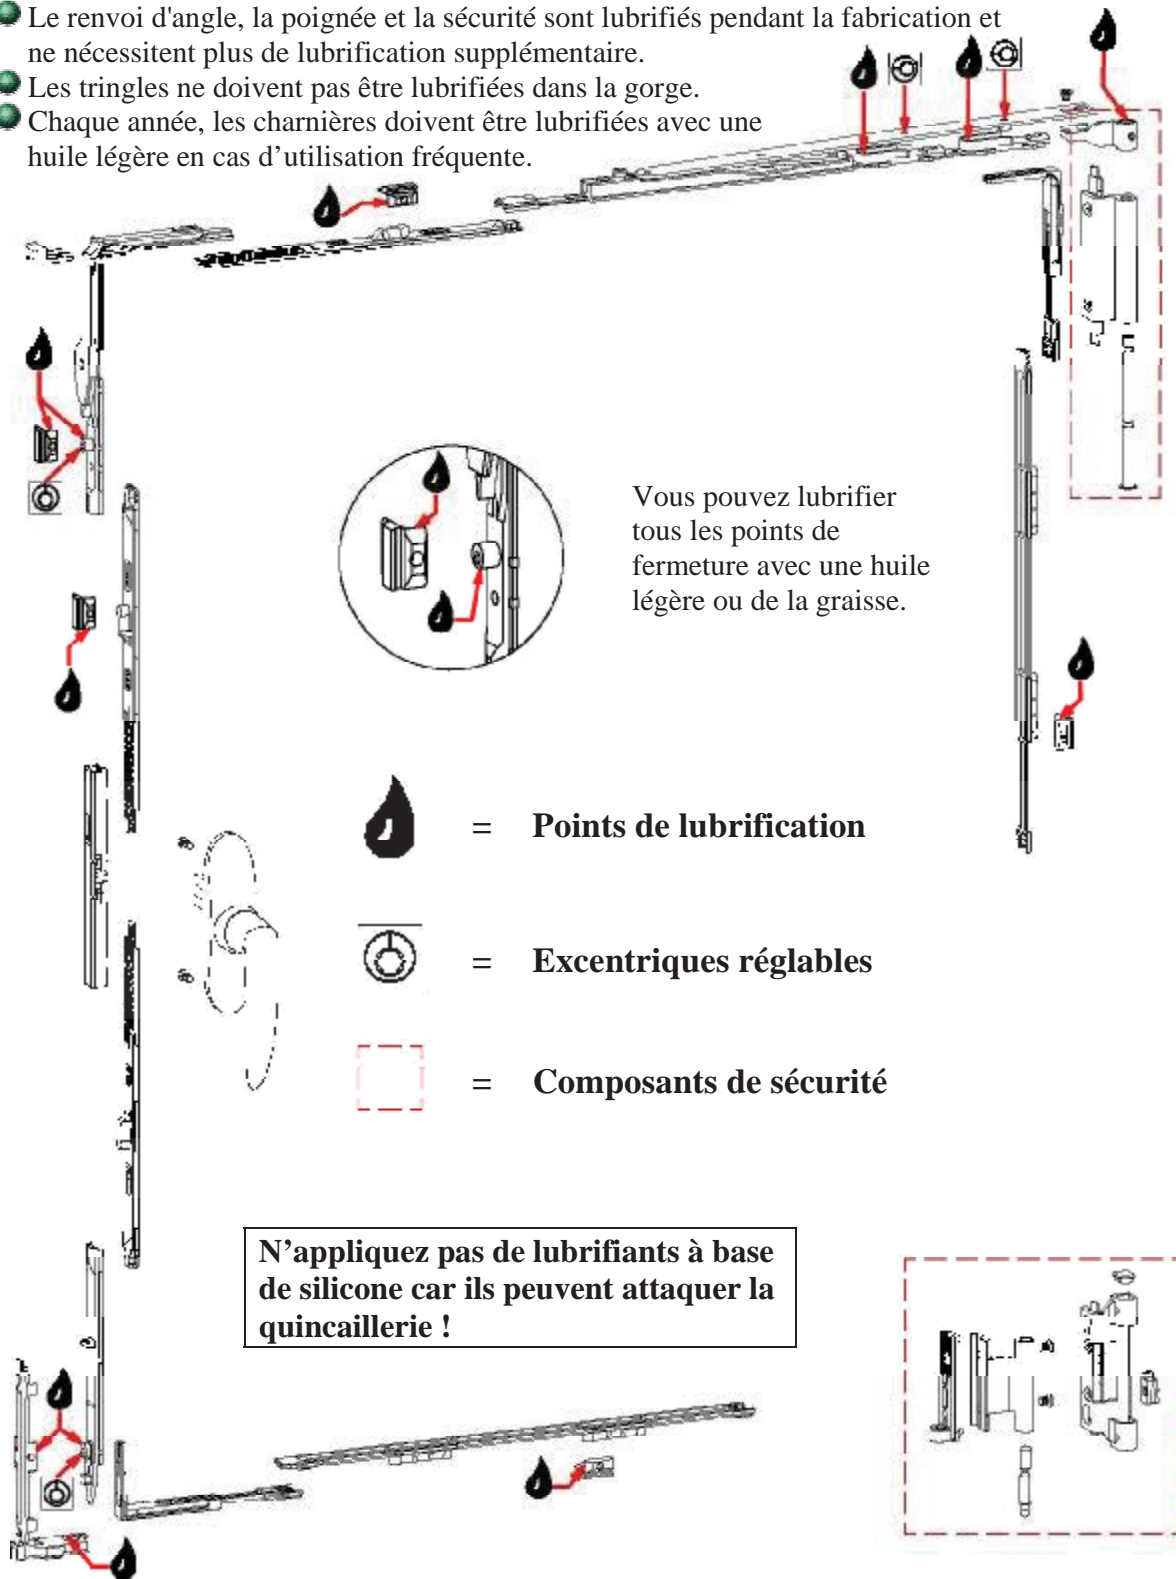 Le renvoi d'angle, la poignée et la sécurité sont lubrifiés pendant la fabrication et
ne nécessitent plus de lubrification supplémentaire.
Les tringles ne doivent pas être lubrifiées dans la gorge.
Chaque année, les charnières doivent être lubrifiées avec une
huile légère en cas d’utilisation fréquente.
Vous pouvez lubrifier
tous les points de
fermeture avec une huile
légère ou de la graisse.
= Points de lubrification
= Excentriques réglables
= Composants de sécurité
N’appliquez pas de lubrifiants à base
de silicone car ils peuvent attaquer la
quincaillerie !